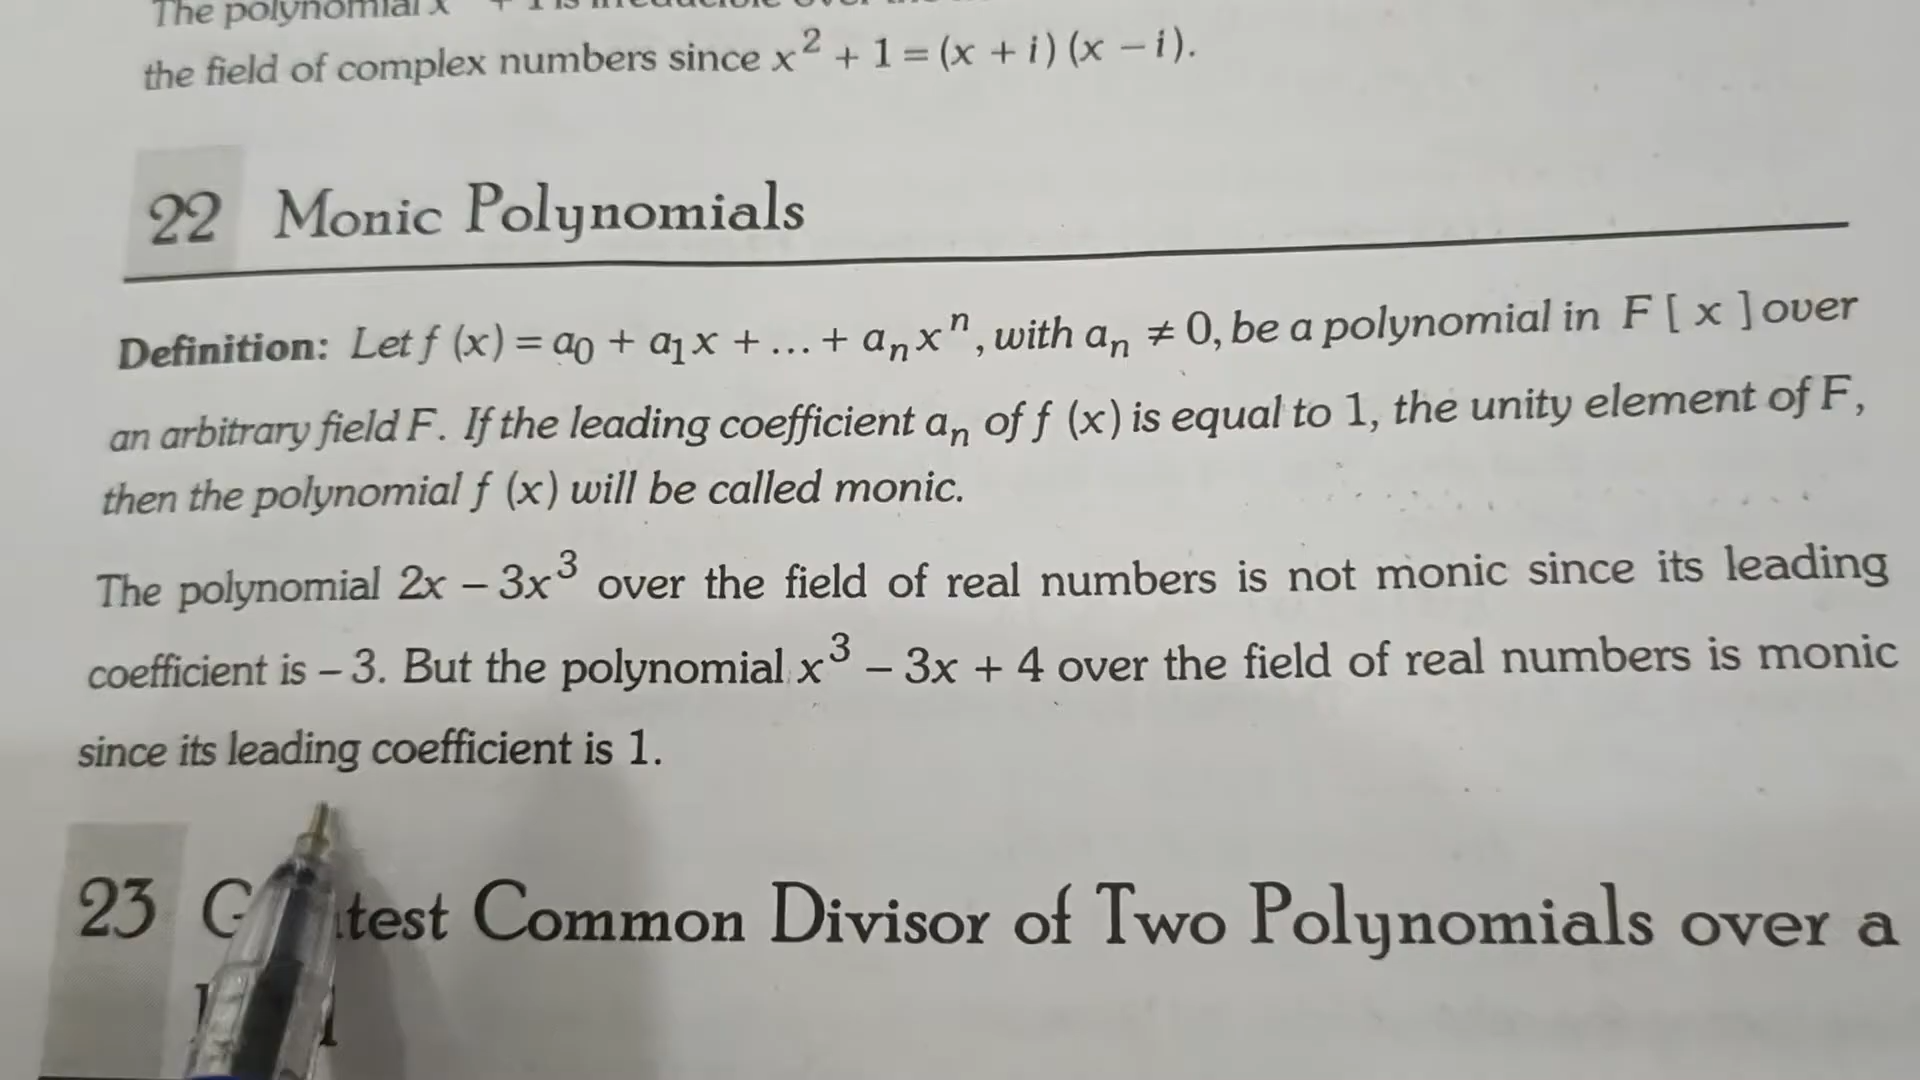 The polynomial x
the field of complex numbers since x² + 1 = (x + i) (x – i).
22 Monic Polynomials
Definition: Let f (x) = a₀ + a₁x + ... + aₙxⁿ, with aₙ ≠ 0, be a polynomial in F [ x ] over
an arbitrary field F. If the leading coefficient aₙ of f (x) is equal to 1, the unity element of F,
then the polynomial f (x) will be called monic.
The polynomial 2x – 3x³ over the field of real numbers is not monic since its leading
coefficient is – 3. But the polynomial x³ – 3x + 4 over the field of real numbers is monic
since its leading coefficient is 1.
23 Common Divisor of Two Polynomials over a